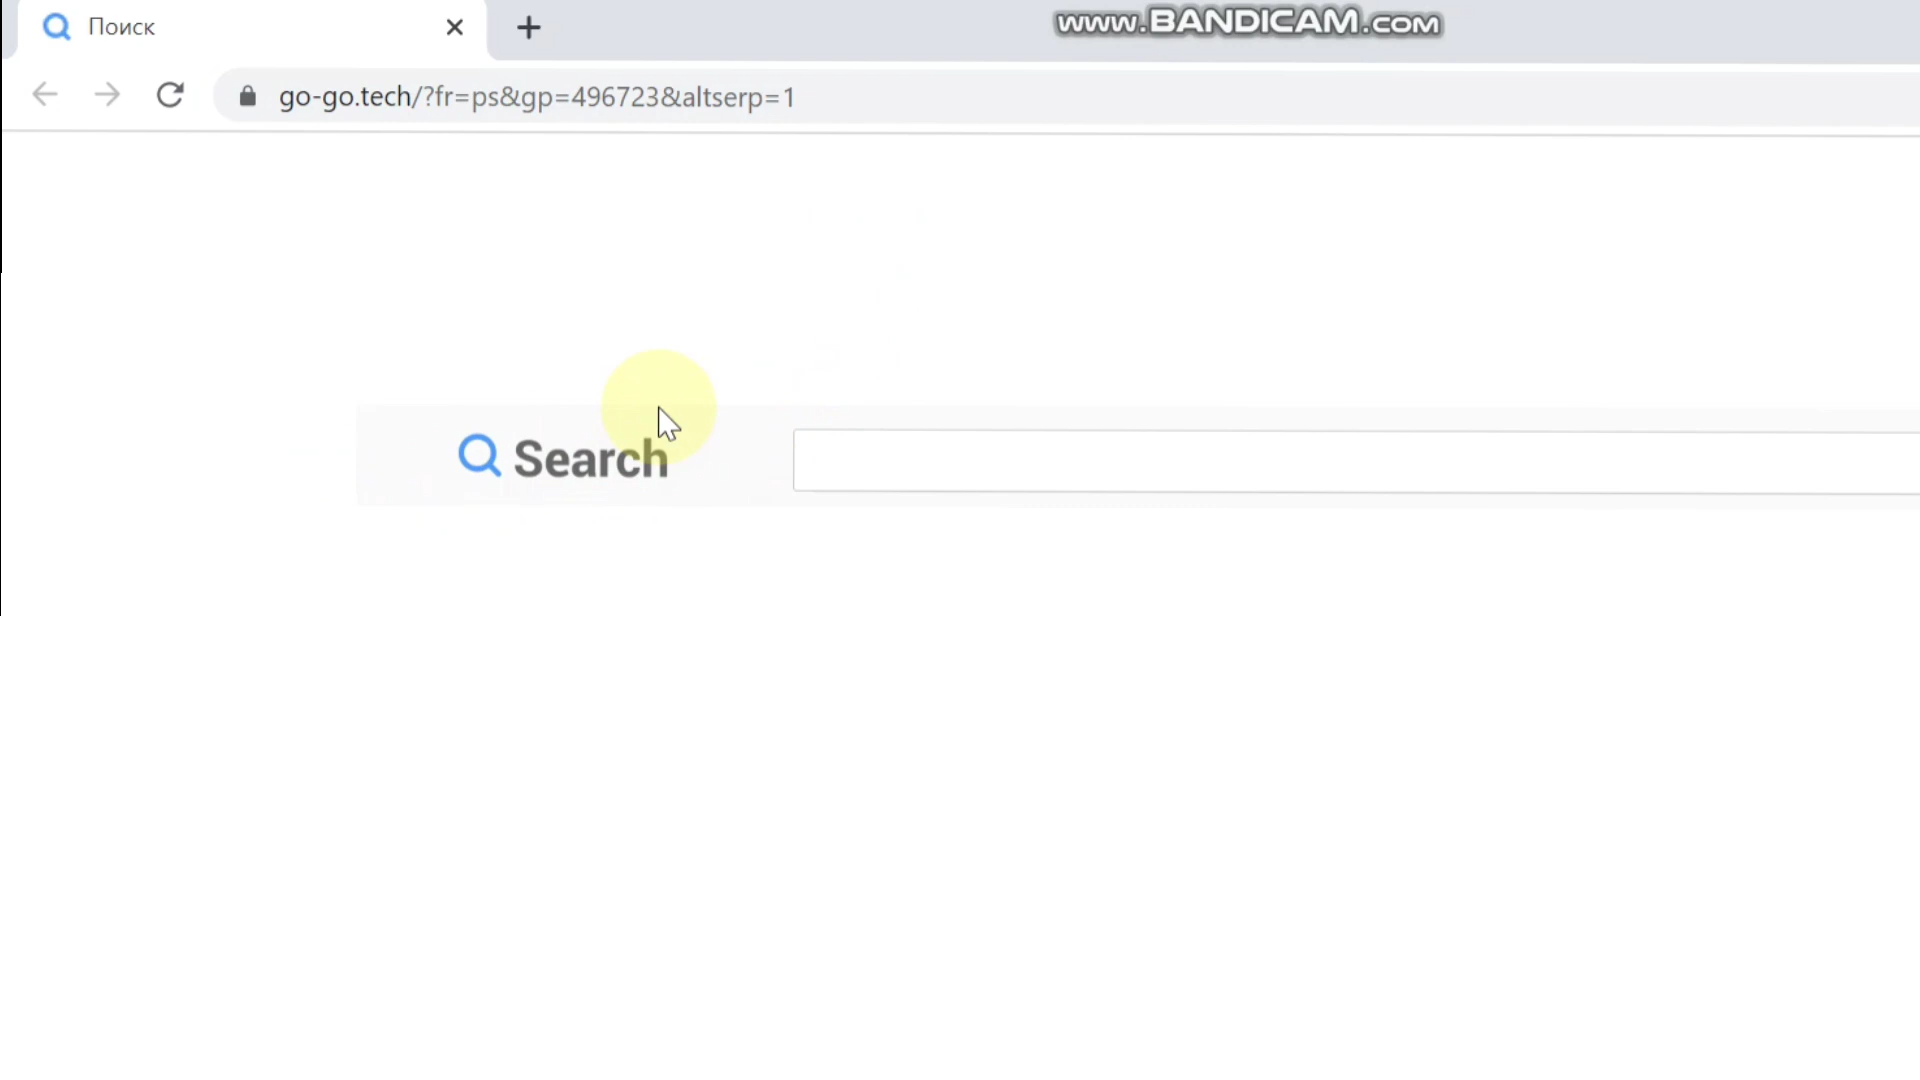 Поиск
www.BANDICAM.com
go-go.tech/?fr=ps&gp=496723&altserp=1
Search